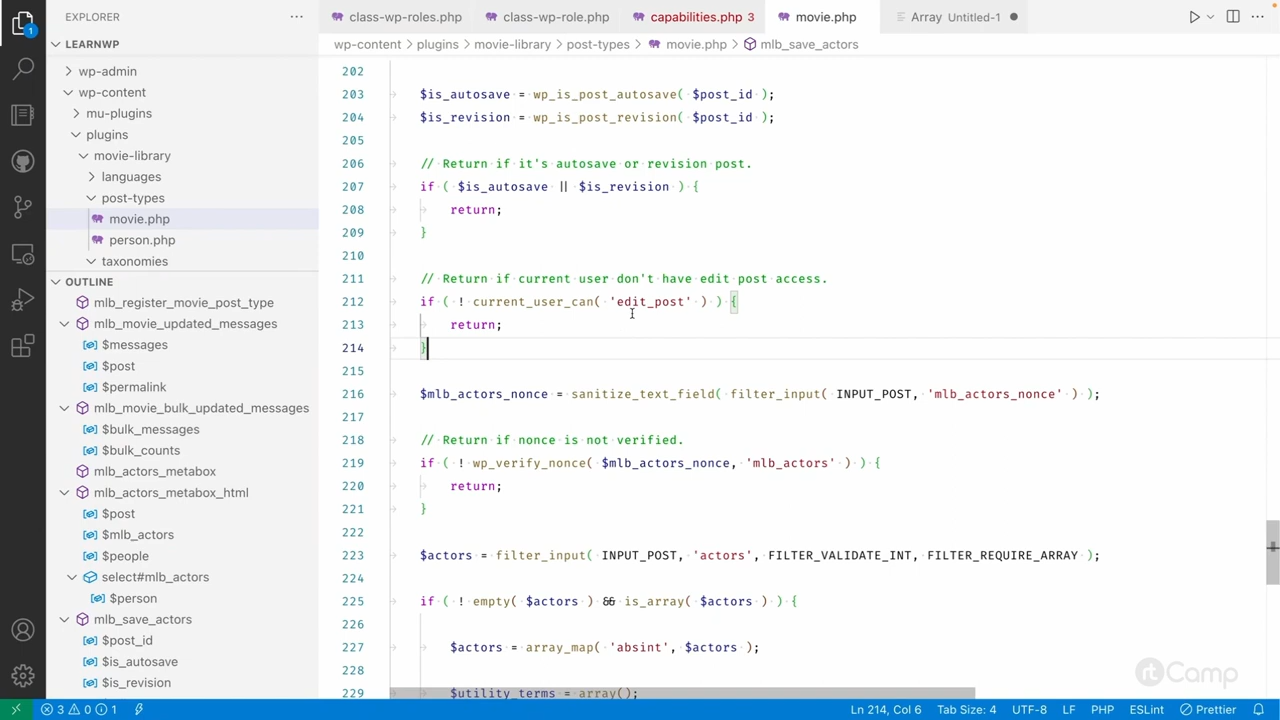 EXPLORER
class-wp-roles.php
class-wp-role.php
capabilities.php 3
movie.php
Array Untitled-1
LEARNWP
wp-content
plugins
movie-library
post-types
movie.php
mlb_save_actors
wp-admin
wp-content
mu-plugins
plugins
movie-library
languages
post-types
movie.php
person.php
taxonomies
OUTLINE
mlb_register_movie_post_type
mlb_movie_updated_messages
$messages
$post
$permalink
mlb_movie_bulk_updated_messages
$bulk_messages
$bulk_counts
mlb_actors_metabox
mlb_actors_metabox_html
$post
$mlb_actors
$people
select#mlb_actors
$person
mlb_save_actors
$post_id
$is_autosave
$is_revision
202
203 $is_autosave = wp_is_post_autosave( $post_id );
204 $is_revision = wp_is_post_revision( $post_id );
205
206 // Return if it's autosave or revision post.
207 if ( $is_autosave || $is_revision ) {
208 return;
209 }
210
211 // Return if current user don't have edit post access.
212 if ( ! current_user_can( 'edit_post' ) ) {
213 return;
214 }
215
216 $mlb_actors_nonce = sanitize_text_field( filter_input( INPUT_POST, 'mlb_actors_nonce' ) );
217
218 // Return if nonce is not verified.
219 if ( ! wp_verify_nonce( $mlb_actors_nonce, 'mlb_actors' ) ) {
220 return;
221 }
222
223 $actors = filter_input( INPUT_POST, 'actors', FILTER_VALIDATE_INT, FILTER_REQUIRE_ARRAY );
224
225 if ( ! empty( $actors ) && is_array( $actors ) ) {
226
227 $actors = array_map( 'absint', $actors );
228
229 $utility_terms = array();
rtCamp
1
3 0 1
Ln 214, Col 6
Tab Size: 4
UTF-8
LF
PHP
ESLint
Prettier